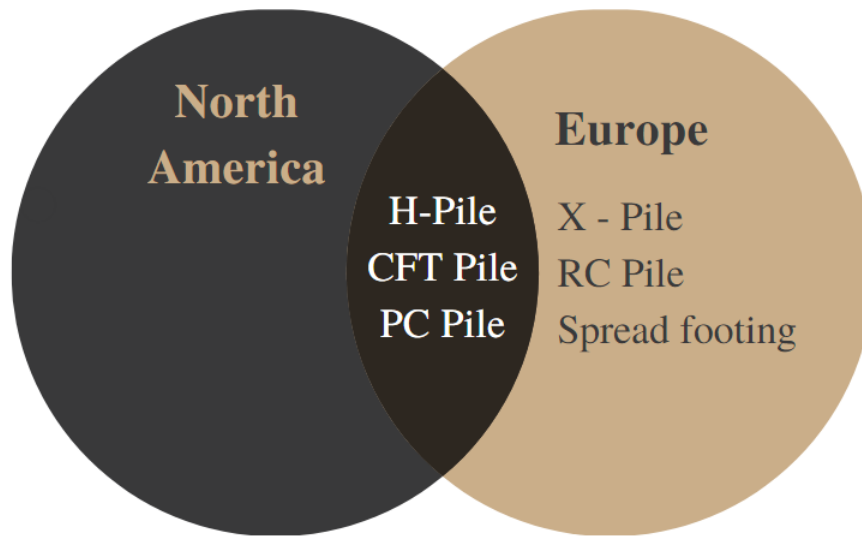 North
America
H-Pile
CFT Pile
PC Pile
Europe
X - Pile
RC Pile
Spread footing